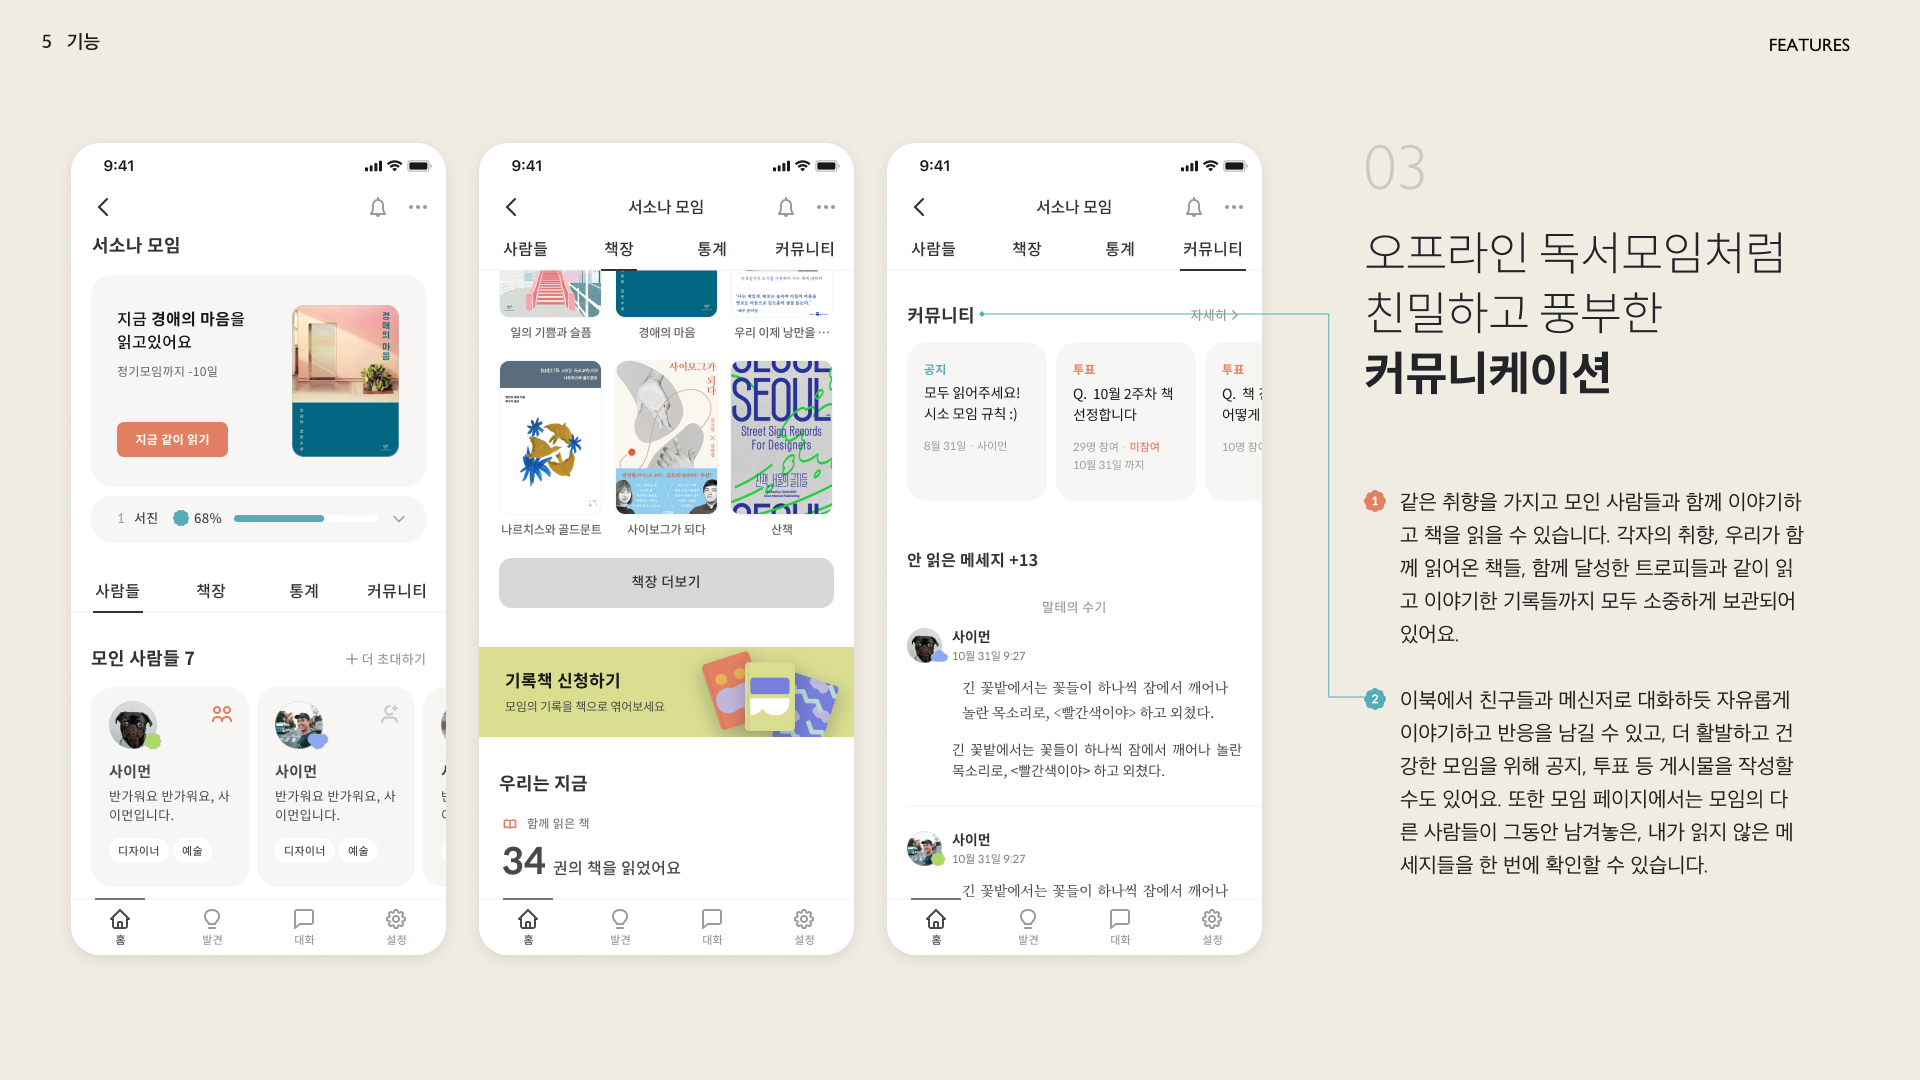 5 기능
FEATURES
9:41
서소나 모임
지금 경애의 마음을
읽고있어요
정기모임까지 -10일
지금 같이 읽기
경애의 마음
1 서진 68%
사람들 책장 통계 커뮤니티
모인 사람들 7
더 초대하기
사이먼
반가워요 반가워요, 사
이먼입니다.
디자이너 예술
사이먼
반가워요 반가워요, 사
이먼입니다.
디자이너 예술
홈 발견 대화 설정
9:41
서소나 모임
사람들 책장 통계 커뮤니티
일의 기쁨과 슬픔 경애의 마음 우리 이제 낭만을 …
나르치스와 골드문트
사이보그가
되다
SEOUL
SEOUL
Street Sign Records
For Designers
SEOUL
나르치스와 골드문트 사이보그가 되다 산책
책장 더보기
기록책 신청하기
모임의 기록을 책으로 엮어보세요
우리는 지금
함께 읽은 책
34 권의 책을 읽었어요
홈 발견 대화 설정
9:41
서소나 모임
사람들 책장 통계 커뮤니티
커뮤니티
자세히
공지
모두 읽어주세요!
시소 모임 규칙 :)
8월 31일 · 사이먼
투표
Q. 10월 2주차 책
선정합니다
29명 참여 · 미참여
10월 31일 까지
투표
Q. 책
어떻게
10명 참여
안 읽은 메세지 +13
말테의 수기
사이먼
10월 31일 9:27
긴 꽃밭에서는 꽃들이 하나씩 잠에서 깨어나
놀란 목소리로, <빨간색이야> 하고 외쳤다.
긴 꽃밭에서는 꽃들이 하나씩 잠에서 깨어나 놀란
목소리로, <빨간색이야> 하고 외쳤다.
사이먼
10월 31일 9:27
긴 꽃밭에서는 꽃들이 하나씩 잠에서 깨어나
홈 발견 대화 설정
03
오프라인 독서모임처럼
친밀하고 풍부한
커뮤니케이션
1 같은 취향을 가지고 모인 사람들과 함께 이야기하
고 책을 읽을 수 있습니다. 각자의 취향, 우리가 함
께 읽어온 책들, 함께 달성한 트로피들과 같이 읽
고 이야기한 기록들까지 모두 소중하게 보관되어
있어요.
2 이북에서 친구들과 메신저로 대화하듯 자유롭게
이야기하고 반응을 남길 수 있고, 더 활발하고 건
강한 모임을 위해 공지, 투표 등 게시물을 작성할
수도 있어요. 또한 모임 페이지에서는 모임의 다
른 사람들이 그동안 남겨놓은, 내가 읽지 않은 메
세지들을 한 번에 확인할 수 있습니다.